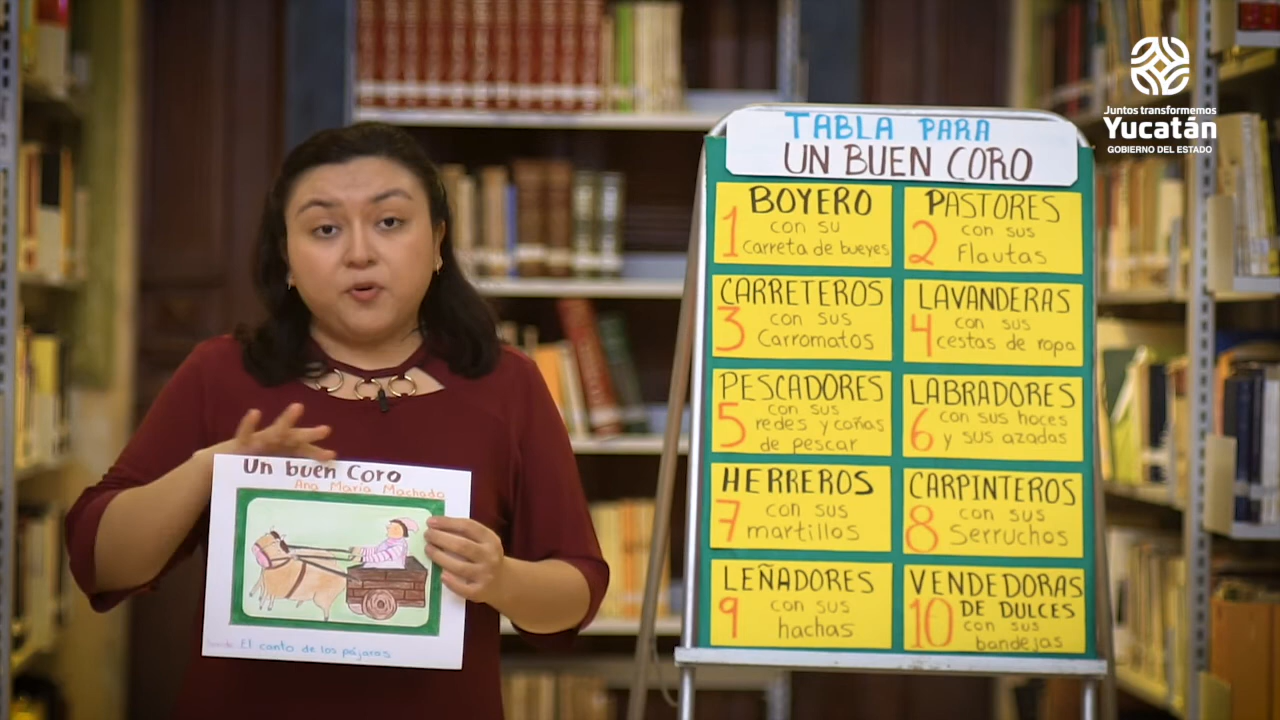 Juntos transformemos
Yucatán
GOBIERNO DEL ESTADO
TABLA PARA
UN BUEN CORO
BOYERO
1 con su
Carreta de bueyes
PASTORES
2 con sus
Flautas
CARRETEROS
3 con sus
Carromatos
LAVANDERAS
4 con sus
cestas de ropa
PESCADORES
5 con sus
redes y cañas
de pescar
LABRADORES
6 con sus hoces
y sus azadas
HERREROS
7 con sus
martillos
CARPINTEROS
8 con sus
Serruchos
LEÑADORES
9 con sus
hachas
VENDEDORAS
10 DE DULCES
con sus
bandejas
Un buen Coro
Ana María Machado
El canto de los pájaros